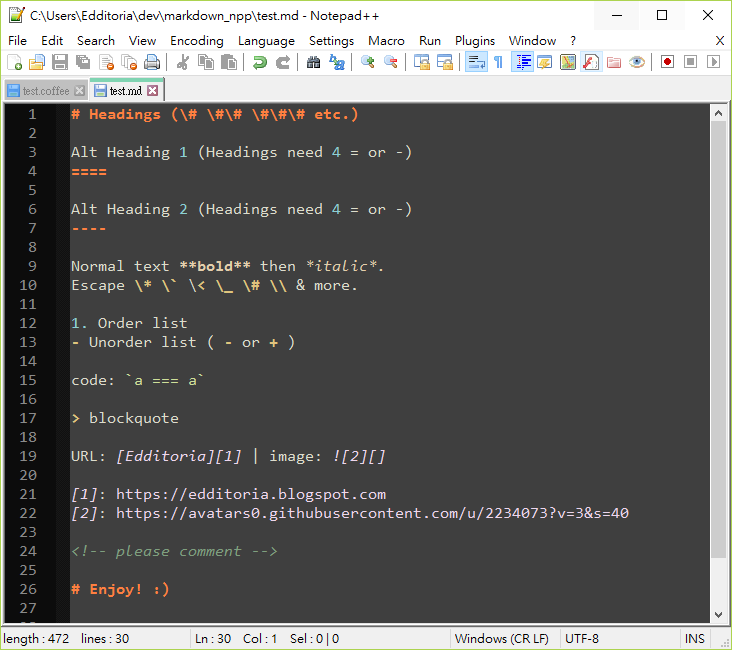 C:\Users\Edditoria\dev\markdown_npp\test.md - Notepad++
File Edit Search View Encoding Language Settings Macro Run Plugins Window ? X
test.coffee test.md
1 # Headings (\# \#\# \#\#\# etc.)
2
3 Alt Heading 1 (Headings need 4 = or -)
4 ====
5
6 Alt Heading 2 (Headings need 4 = or -)
7 ----
8
9 Normal text **bold** then *italic*.
10 Escape \* \` \< \_ \# \\ & more.
11
12 1. Order list
13 - Unorder list ( - or + )
14
15 code: `a === a`
16
17 > blockquote
18
19 URL: [Edditoria][1] | image: ![2][]
20
21 [1]: https://edditoria.blogspot.com
22 [2]: https://avatars0.githubusercontent.com/u/2234073?v=3&s=40
23
24 <!-- please comment -->
25
26 # Enjoy! :)
27
length : 472 lines : 30 Ln : 30 Col : 1 Sel : 0 | 0 Windows (CR LF) UTF-8 INS